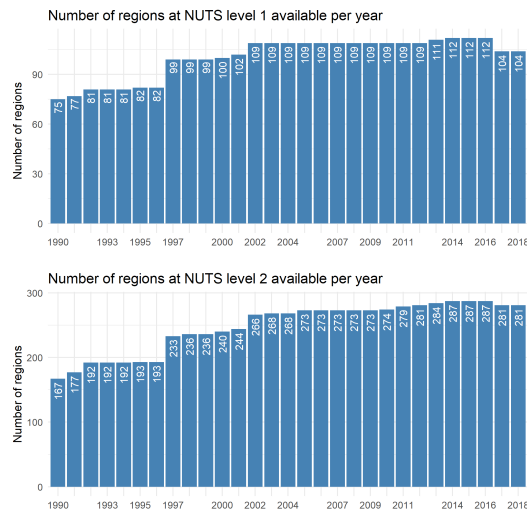 Number of regions at NUTS level 1 available per year
Number of regions
90
60
30
0
75 77 81 81 81 82 82 99 99 99 100 102 109 109 109 109 109 109 109 109 109 109 109 111 112 112 112 104 104
1990 1993 1995 1997 2000 2002 2004 2007 2009 2011 2014 2016 2018
Number of regions at NUTS level 2 available per year
Number of regions
300
200
100
0
167 177 192 192 192 193 193 233 236 236 240 244 266 268 268 273 273 273 273 273 274 279 281 284 287 287 287 281 281
1990 1993 1995 1997 2000 2002 2004 2007 2009 2011 2014 2016 2018